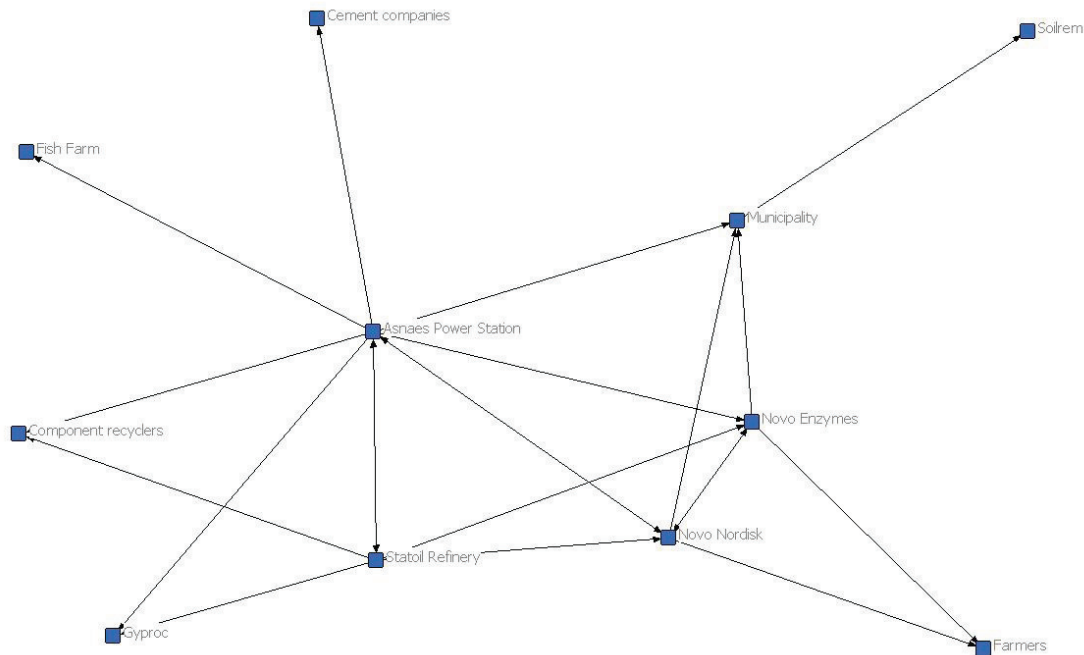 Cement companies
Soilrem
Fish Farm
Municipality
Asnaes Power Station
Novo Enzymes
Component recyclers
Novo Nordisk
Statoil Refinery
Gyproc
Farmers